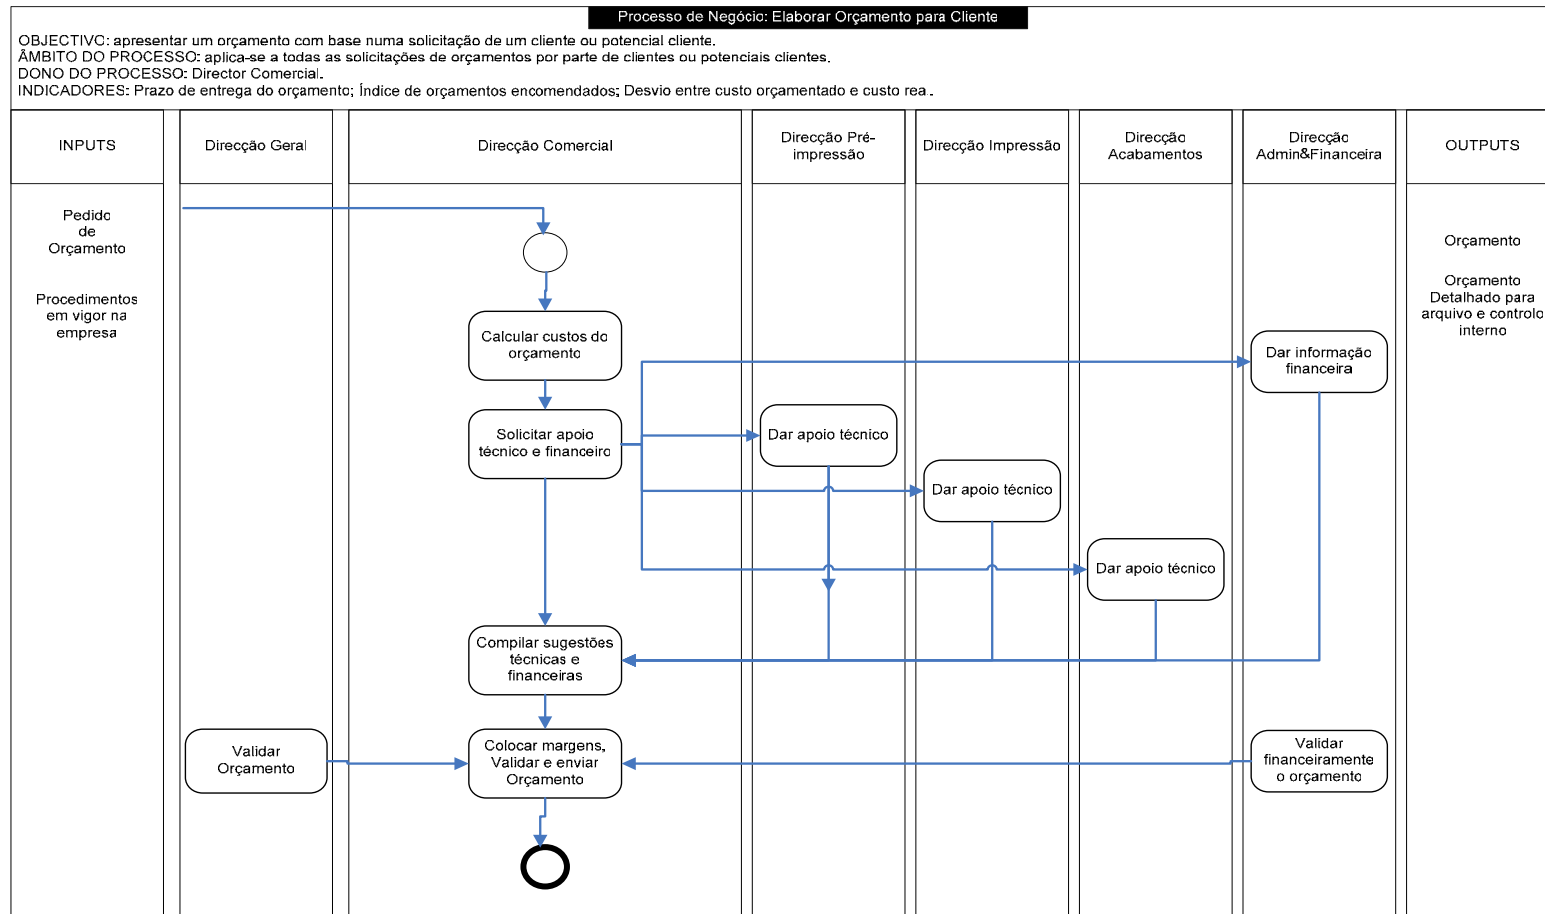 Processo de Negócio: Elaborar Orçamento para Cliente
OBJECTIVO: apresentar um orçamento com base numa solicitação de um cliente ou potencial cliente.
ÂMBITO DO PROCESSO: aplica-se a todas as solicitações de orçamentos por parte de clientes ou potenciais clientes.
DONO DO PROCESSO: Director Comercial.
INDICADORES: Prazo de entrega do orçamento; Índice de orçamentos encomendados; Desvio entre custo orçamentado e custo rea .
INPUTS
Direcção Geral
Direcção Comercial
Direcção Pré-
impressão
Direcção Impressão
Direcção
Acabamentos
Direcção
Admin&Financeira
OUTPUTS
Pedido
de
Orçamento
Procedimentos
em vigor na
empresa
Orçamento
Orçamento
Detalhado para
arquivo e controlo
interno
Calcular custos do
orçamento
Dar informação
financeira
Solicitar apoio
técnico e financeiro
Dar apoio técnico
Dar apoio técnico
Dar apoio técnico
Compilar sugestões
técnicas e
financeiras
Validar
Orçamento
Colocar margens,
Validar e enviar
Orçamento
Validar
financeiramente
o orçamento